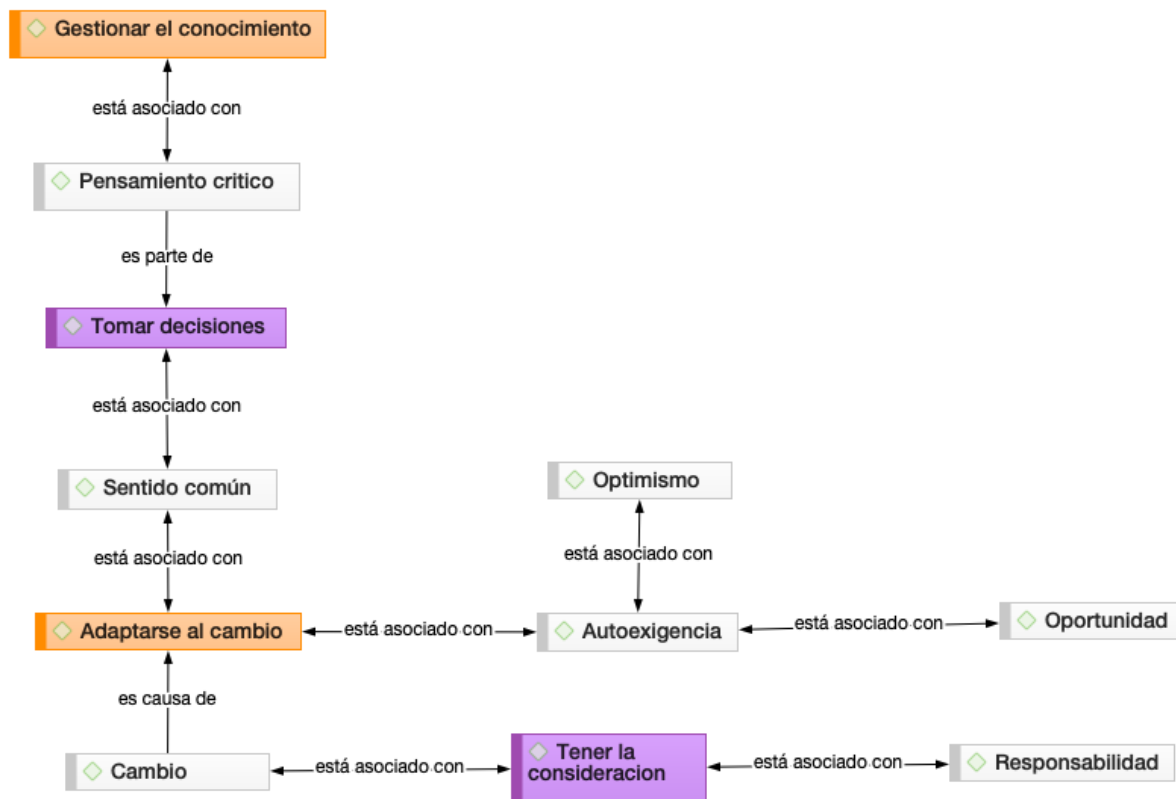 Gestionar el conocimiento
está asociado con
Pensamiento critico
es parte de
Tomar decisiones
está asociado con
Sentido común
Optimismo
está asociado con
está asociado con
Adaptarse al cambio
está asociado con
Autoexigencia
está asociado con
Oportunidad
es causa de
Cambio
está asociado con
Tener la
consideracion
está asociado con
Responsabilidad